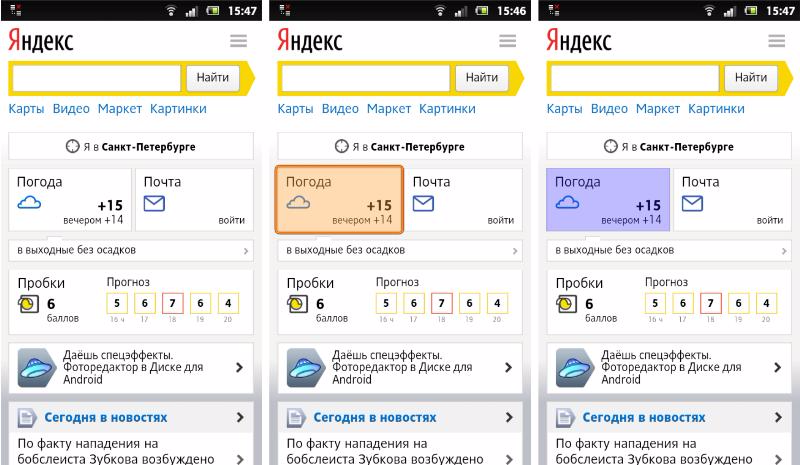 15:47
Яндекс
Найти
Карты Видео Маркет Картинки
Я в Санкт-Петербурге
Погода
+15
вечером +14
Почта
войти
в выходные без осадков
Пробки
6
баллов
Прогноз
5 6 7 6 4
16 ч 17 18 19 20
Даёшь спецэффекты.
Фоторедактор в Диске для
Android
Сегодня в новостях
По факту нападения на
бобслеиста Зубкова возбуждено
15:46
Яндекс
Найти
Карты Видео Маркет Картинки
Я в Санкт-Петербурге
Погода
+15
вечером +14
Почта
войти
в выходные без осадков
Пробки
6
баллов
Прогноз
5 6 7 6 4
16 ч 17 18 19 20
Даёшь спецэффекты.
Фоторедактор в Диске для
Android
Сегодня в новостях
По факту нападения на
бобслеиста Зубкова возбуждено
15:47
Яндекс
Найти
Карты Видео Маркет Картинки
Я в Санкт-Петербурге
Погода
+15
вечером +14
Почта
войти
в выходные без осадков
Пробки
6
баллов
Прогноз
5 6 7 6 4
16 ч 17 18 19 20
Даёшь спецэффекты.
Фоторедактор в Диске для
Android
Сегодня в новостях
По факту нападения на
бобслеиста Зубкова возбуждено